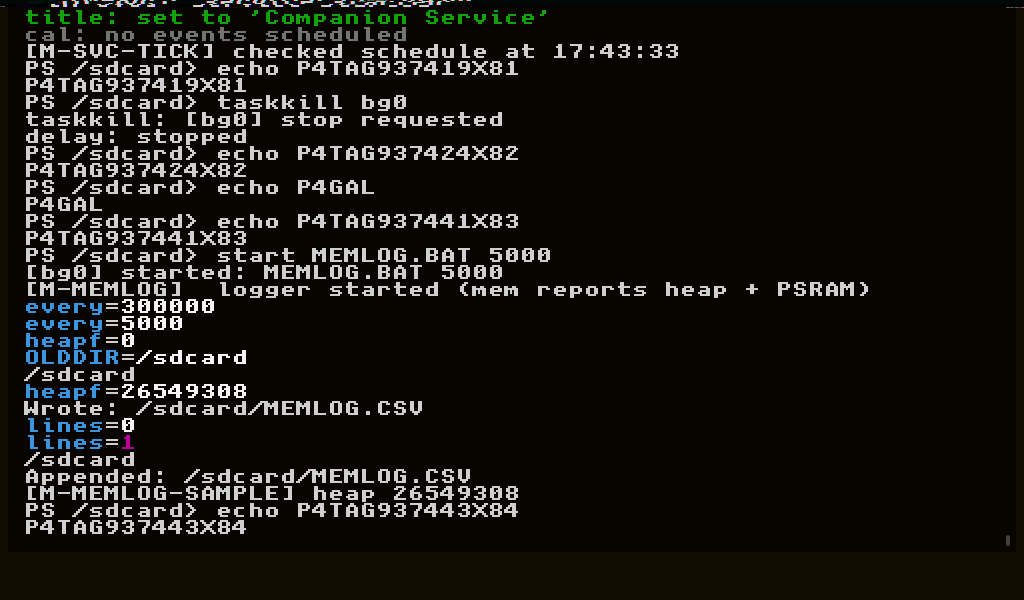 title: set to 'Companion Service'
cal: no events scheduled
[M-SVC-TICK] checked schedule at 17:43:33
PS /sdcard> echo P4TAG937419X81
P4TAG937419X81
PS /sdcard> taskkill bg0
taskkill: [bg0] stop requested
delay: stopped
PS /sdcard> echo P4TAG937424X82
P4TAG937424X82
PS /sdcard> echo P4GAL
P4GAL
PS /sdcard> echo P4TAG937441X83
P4TAG937441X83
PS /sdcard> start MEMLOG.BAT 5000
[bg0] started: MEMLOG.BAT 5000
[M-MEMLOG]  logger started (mem reports heap + PSRAM)
every=300000
every=5000
heapf=0
OLDDIR=/sdcard
/sdcard
heapf=26549308
Wrote: /sdcard/MEMLOG.CSV
lines=0
lines=1
/sdcard
Appended: /sdcard/MEMLOG.CSV
[M-MEMLOG-SAMPLE] heap 26549308
PS /sdcard> echo P4TAG937443X84
P4TAG937443X84